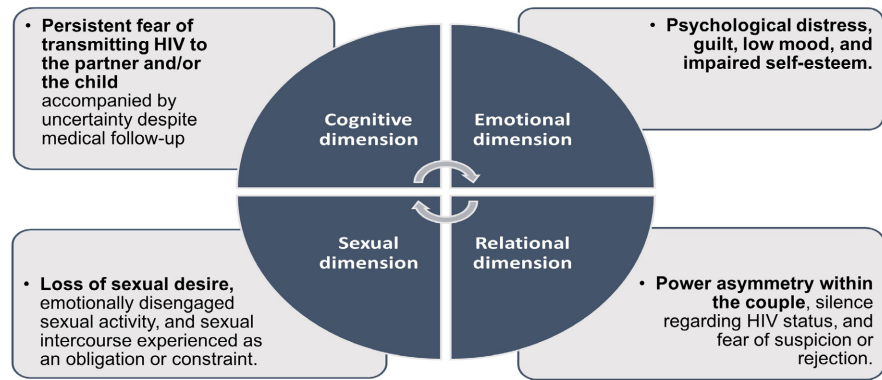 • Persistent fear of
transmitting HIV to
the partner and/or
the child
accompanied by
uncertainty despite
medical follow-up
• Psychological distress,
guilt, low mood, and
impaired self-esteem.
Cognitive
dimension
Emotional
dimension
Sexual
dimension
Relational
dimension
• Loss of sexual desire,
emotionally disengaged
sexual activity, and sexual
intercourse experienced as
an obligation or constraint.
• Power asymmetry within
the couple, silence
regarding HIV status, and
fear of suspicion or
rejection.